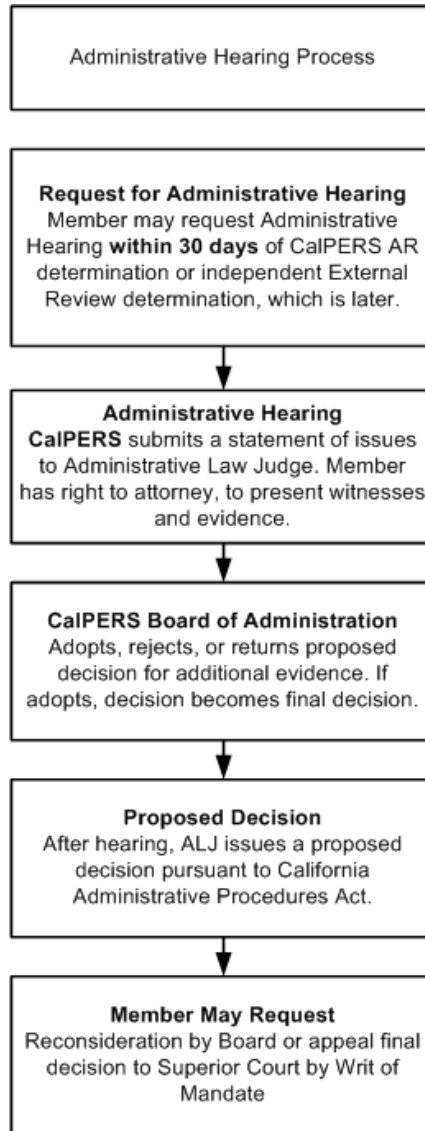 Administrative Hearing Process
Request for Administrative Hearing
Member may request Administrative
Hearing within 30 days of CalPERS AR
determination or independent External
Review determination, which is later.
Administrative Hearing
CalPERS submits a statement of issues
to Administrative Law Judge. Member
has right to attorney, to present witnesses
and evidence.
CalPERS Board of Administration
Adopts, rejects, or returns proposed
decision for additional evidence. If
adopts, decision becomes final decision.
Proposed Decision
After hearing, ALJ issues a proposed
decision pursuant to California
Administrative Procedures Act.
Member May Request
Reconsideration by Board or appeal final
decision to Superior Court by Writ of
Mandate